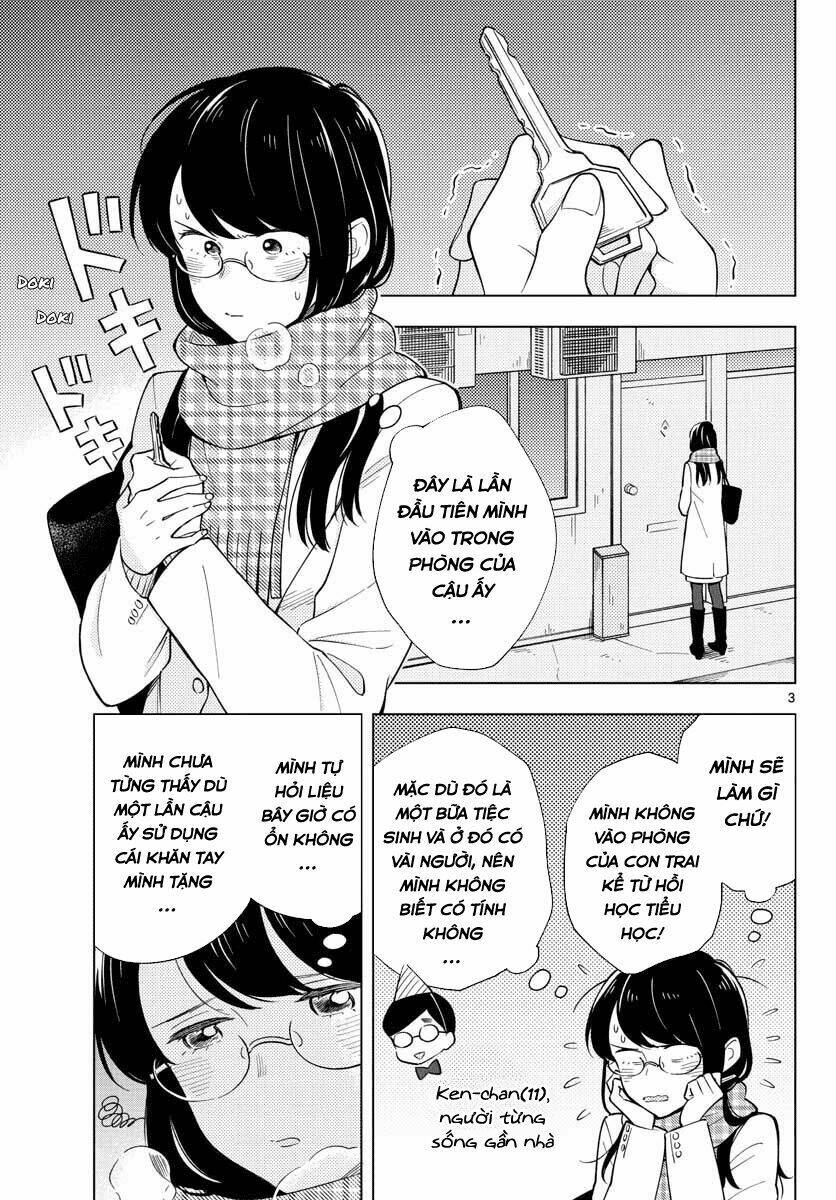 ドキ
DOKI
DOKI
ドキ
ĐÂY LÀ LẦN
ĐẦU TIÊN MÌNH
VÀO TRONG
PHÒNG CỦA
CẬU ẤY
...
3
MÌNH SẼ
LÀM GÌ
CHỨ!
MÌNH KHÔNG
VÀO PHÒNG
CỦA CON TRAI
KỂ TỪ HỒI
HỌC TIỂU
HỌC!
MẶC DÙ ĐÓ LÀ
MỘT BỮA TIỆC
SINH VÀ Ở ĐÓ CÓ
VÀI NGƯỜI, NÊN
MÌNH KHÔNG
BIẾT CÓ TÍNH
KHÔNG
...
Ken-chan(11),
người từng
sống gần nhà
MÌNH TỰ
HỎI LIỆU
BÂY GIỜ CÓ
ỔN KHÔNG
...
MÌNH CHƯA
TỪNG THẤY DÙ
MỘT LẦN CẬU
ẤY SỬ DỤNG
CÁI KHĂN TAY
MÌNH TẶNG
...